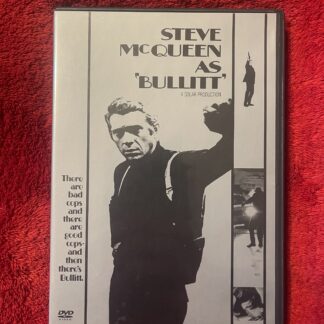 STEVE
McQUEEN
AS
'BULLITT'
A SOLAR PRODUCTION
There
are
bad
cops
and
there
are
good
cops-
and
then
there's
Bullitt.
DVD
VIDEO